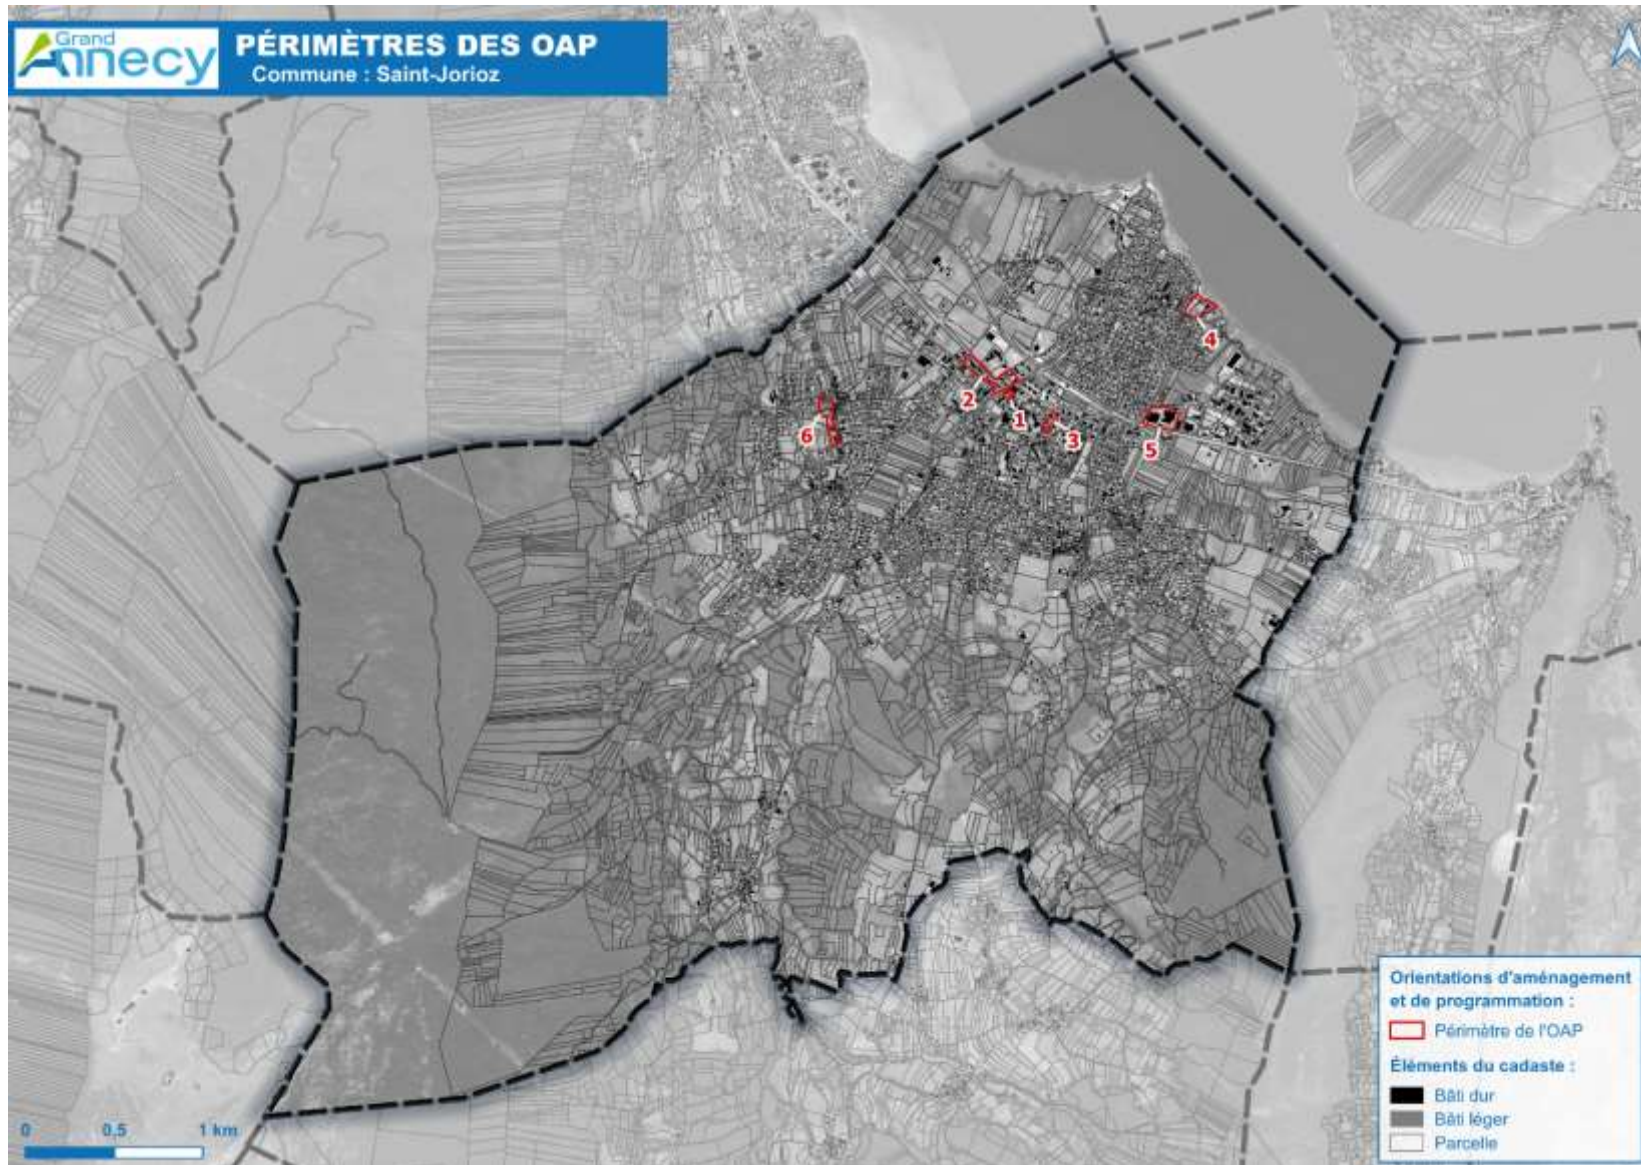 Grand
Annecy
PÉRIMÈTRES DES OAP
Commune : Saint-Jorioz
4
2
1
3
6
5
Orientations d'aménagement
et de programmation :
Périmètre de l'OAP
Éléments du cadaste :
Bâti dur
Bâti léger
Parcelle
0 0.5 1 km